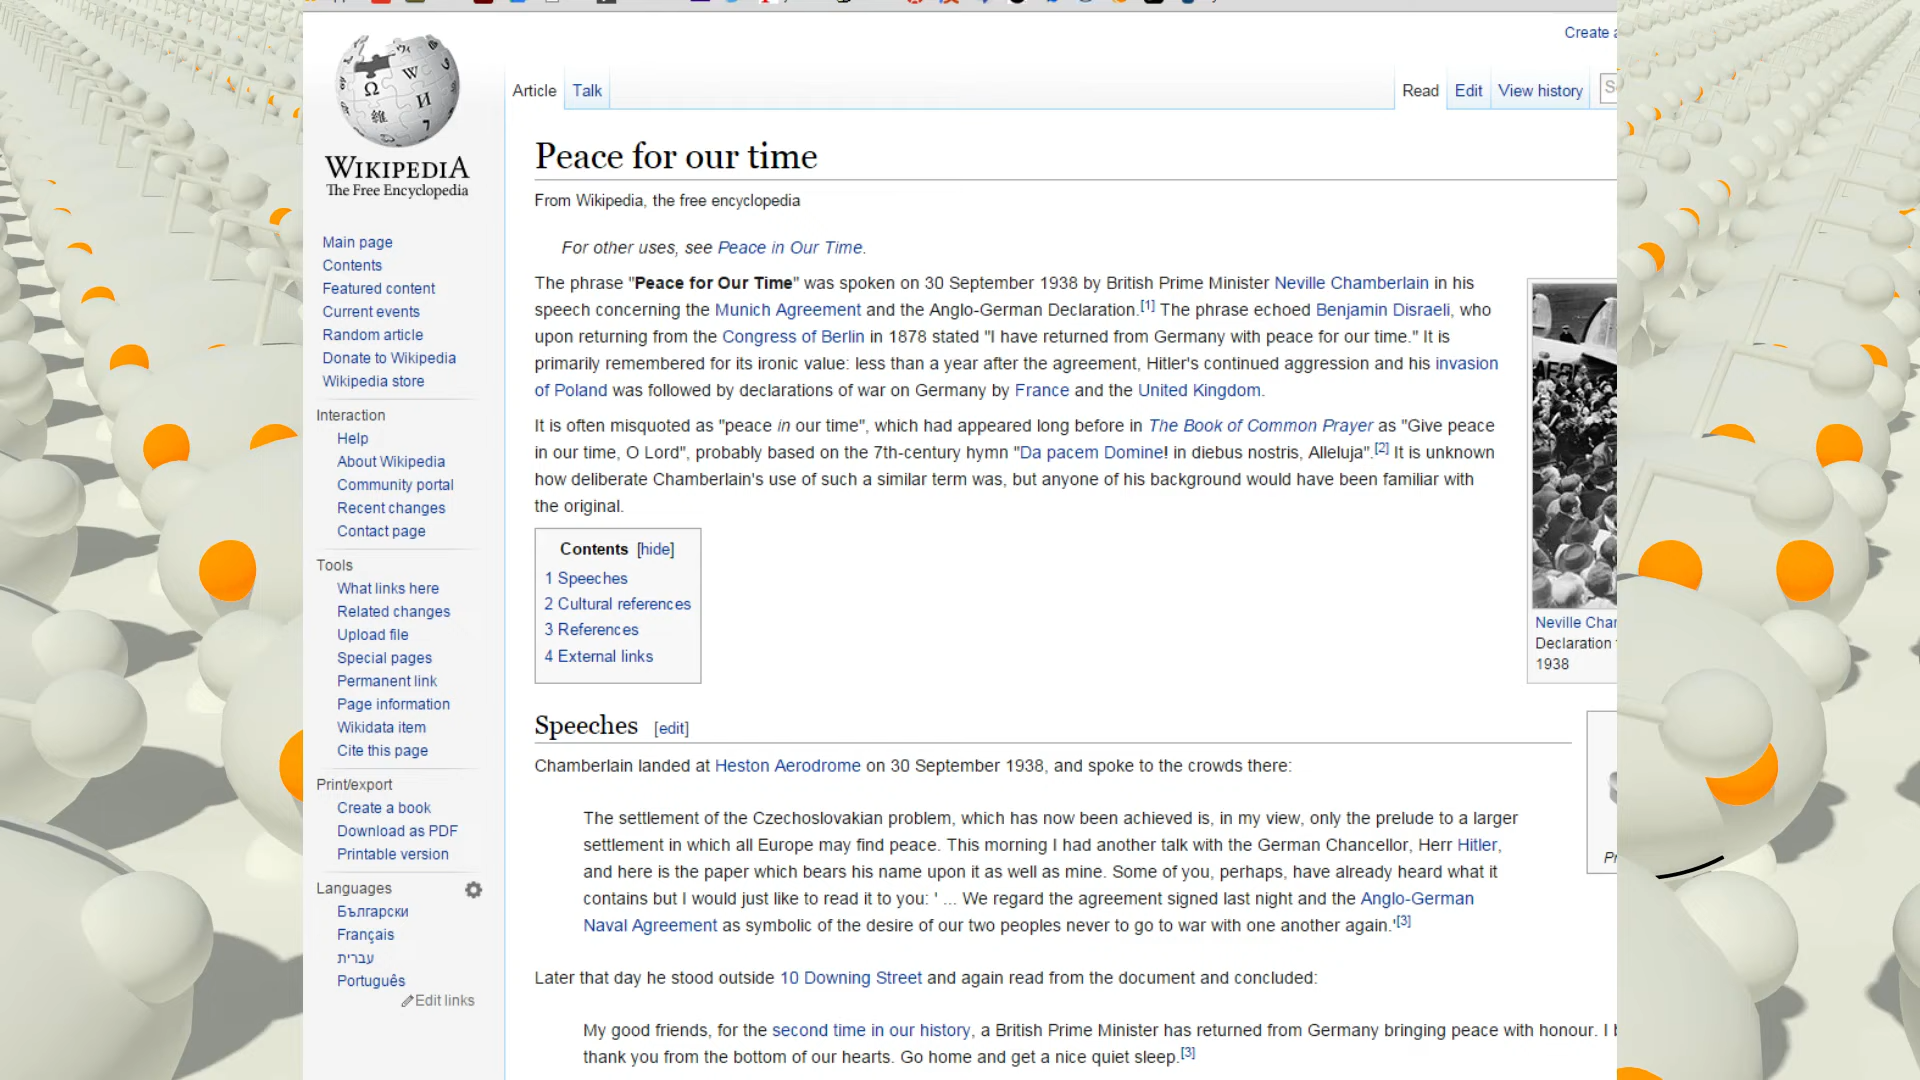 Create
WIKIPEDIA
The Free Encyclopedia
Article Talk Read Edit View history
Peace for our time
From Wikipedia, the free encyclopedia
For other uses, see Peace in Our Time.
The phrase "Peace for Our Time" was spoken on 30 September 1938 by British Prime Minister Neville Chamberlain in his
speech concerning the Munich Agreement and the Anglo-German Declaration.[1] The phrase echoed Benjamin Disraeli, who
upon returning from the Congress of Berlin in 1878 stated "I have returned from Germany with peace for our time." It is
primarily remembered for its ironic value: less than a year after the agreement, Hitler's continued aggression and his invasion
of Poland was followed by declarations of war on Germany by France and the United Kingdom.
It is often misquoted as "peace in our time", which had appeared long before in The Book of Common Prayer as "Give peace
in our time, O Lord", probably based on the 7th-century hymn "Da pacem Domine! in diebus nostris, Alleluja".[2] It is unknown
how deliberate Chamberlain's use of such a similar term was, but anyone of his background would have been familiar with
the original.
Contents [hide]
1 Speeches
2 Cultural references
3 References
4 External links
Neville
Declaration
1938
Speeches [edit]
Chamberlain landed at Heston Aerodrome on 30 September 1938, and spoke to the crowds there:
The settlement of the Czechoslovakian problem, which has now been achieved is, in my view, only the prelude to a larger
settlement in which all Europe may find peace. This morning I had another talk with the German Chancellor, Herr Hitler,
and here is the paper which bears his name upon it as well as mine. Some of you, perhaps, have already heard what it
contains but I would just like to read it to you: ' ... We regard the agreement signed last night and the Anglo-German
Naval Agreement as symbolic of the desire of our two peoples never to go to war with one another again.'[3]
Later that day he stood outside 10 Downing Street and again read from the document and concluded:
My good friends, for the second time in our history, a British Prime Minister has returned from Germany bringing peace with honour. I
thank you from the bottom of our hearts. Go home and get a nice quiet sleep.[3]
Main page
Contents
Featured content
Current events
Random article
Donate to Wikipedia
Wikipedia store
Interaction
Help
About Wikipedia
Community portal
Recent changes
Contact page
Tools
What links here
Related changes
Upload file
Special pages
Permanent link
Page information
Wikidata item
Cite this page
Print/export
Create a book
Download as PDF
Printable version
Languages
Български
Français
עברית
Português
Edit links